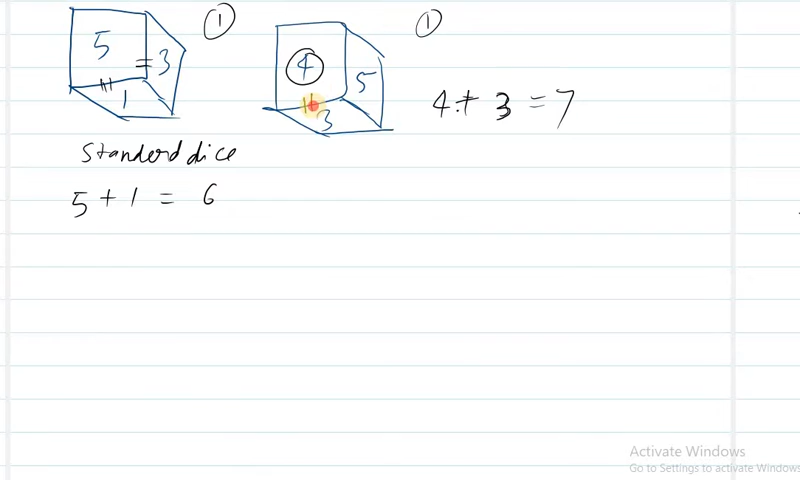 ①
①
5
3
1
4
5
3
4 + 3 = 7
Standerd dice
5 + 1 = 6
Activate Windows
Go to Settings to activate Windows